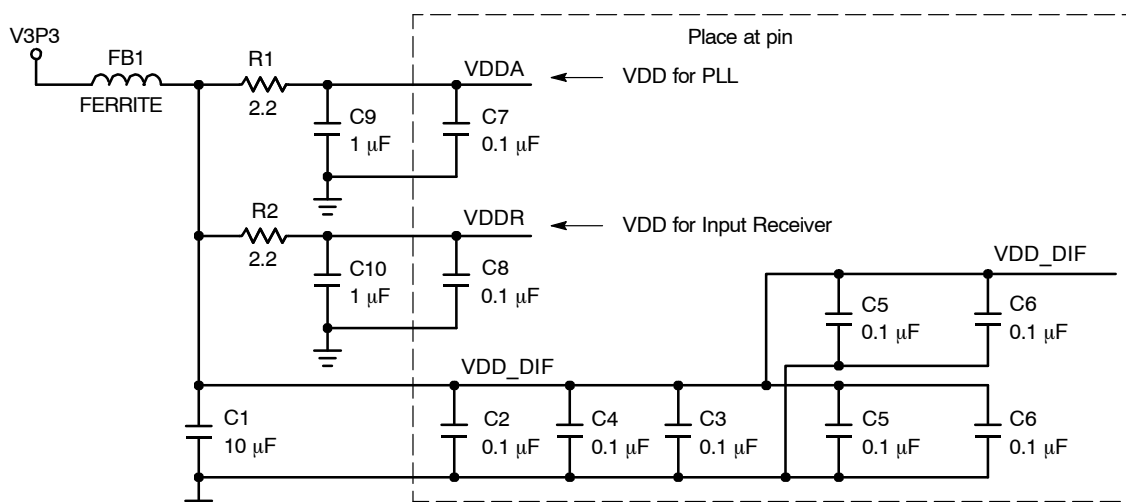 Place at pin
V3P3
FB1
FERRITE
R1
2.2
VDDA
VDD for PLL
C9
1 μF
C7
0.1 μF
R2
2.2
VDDR
VDD for Input Receiver
C10
1 μF
C8
0.1 μF
VDD_DIF
C5
0.1 μF
C6
0.1 μF
VDD_DIF
C1
10 μF
C2
0.1 μF
C4
0.1 μF
C3
0.1 μF
C5
0.1 μF
C6
0.1 μF